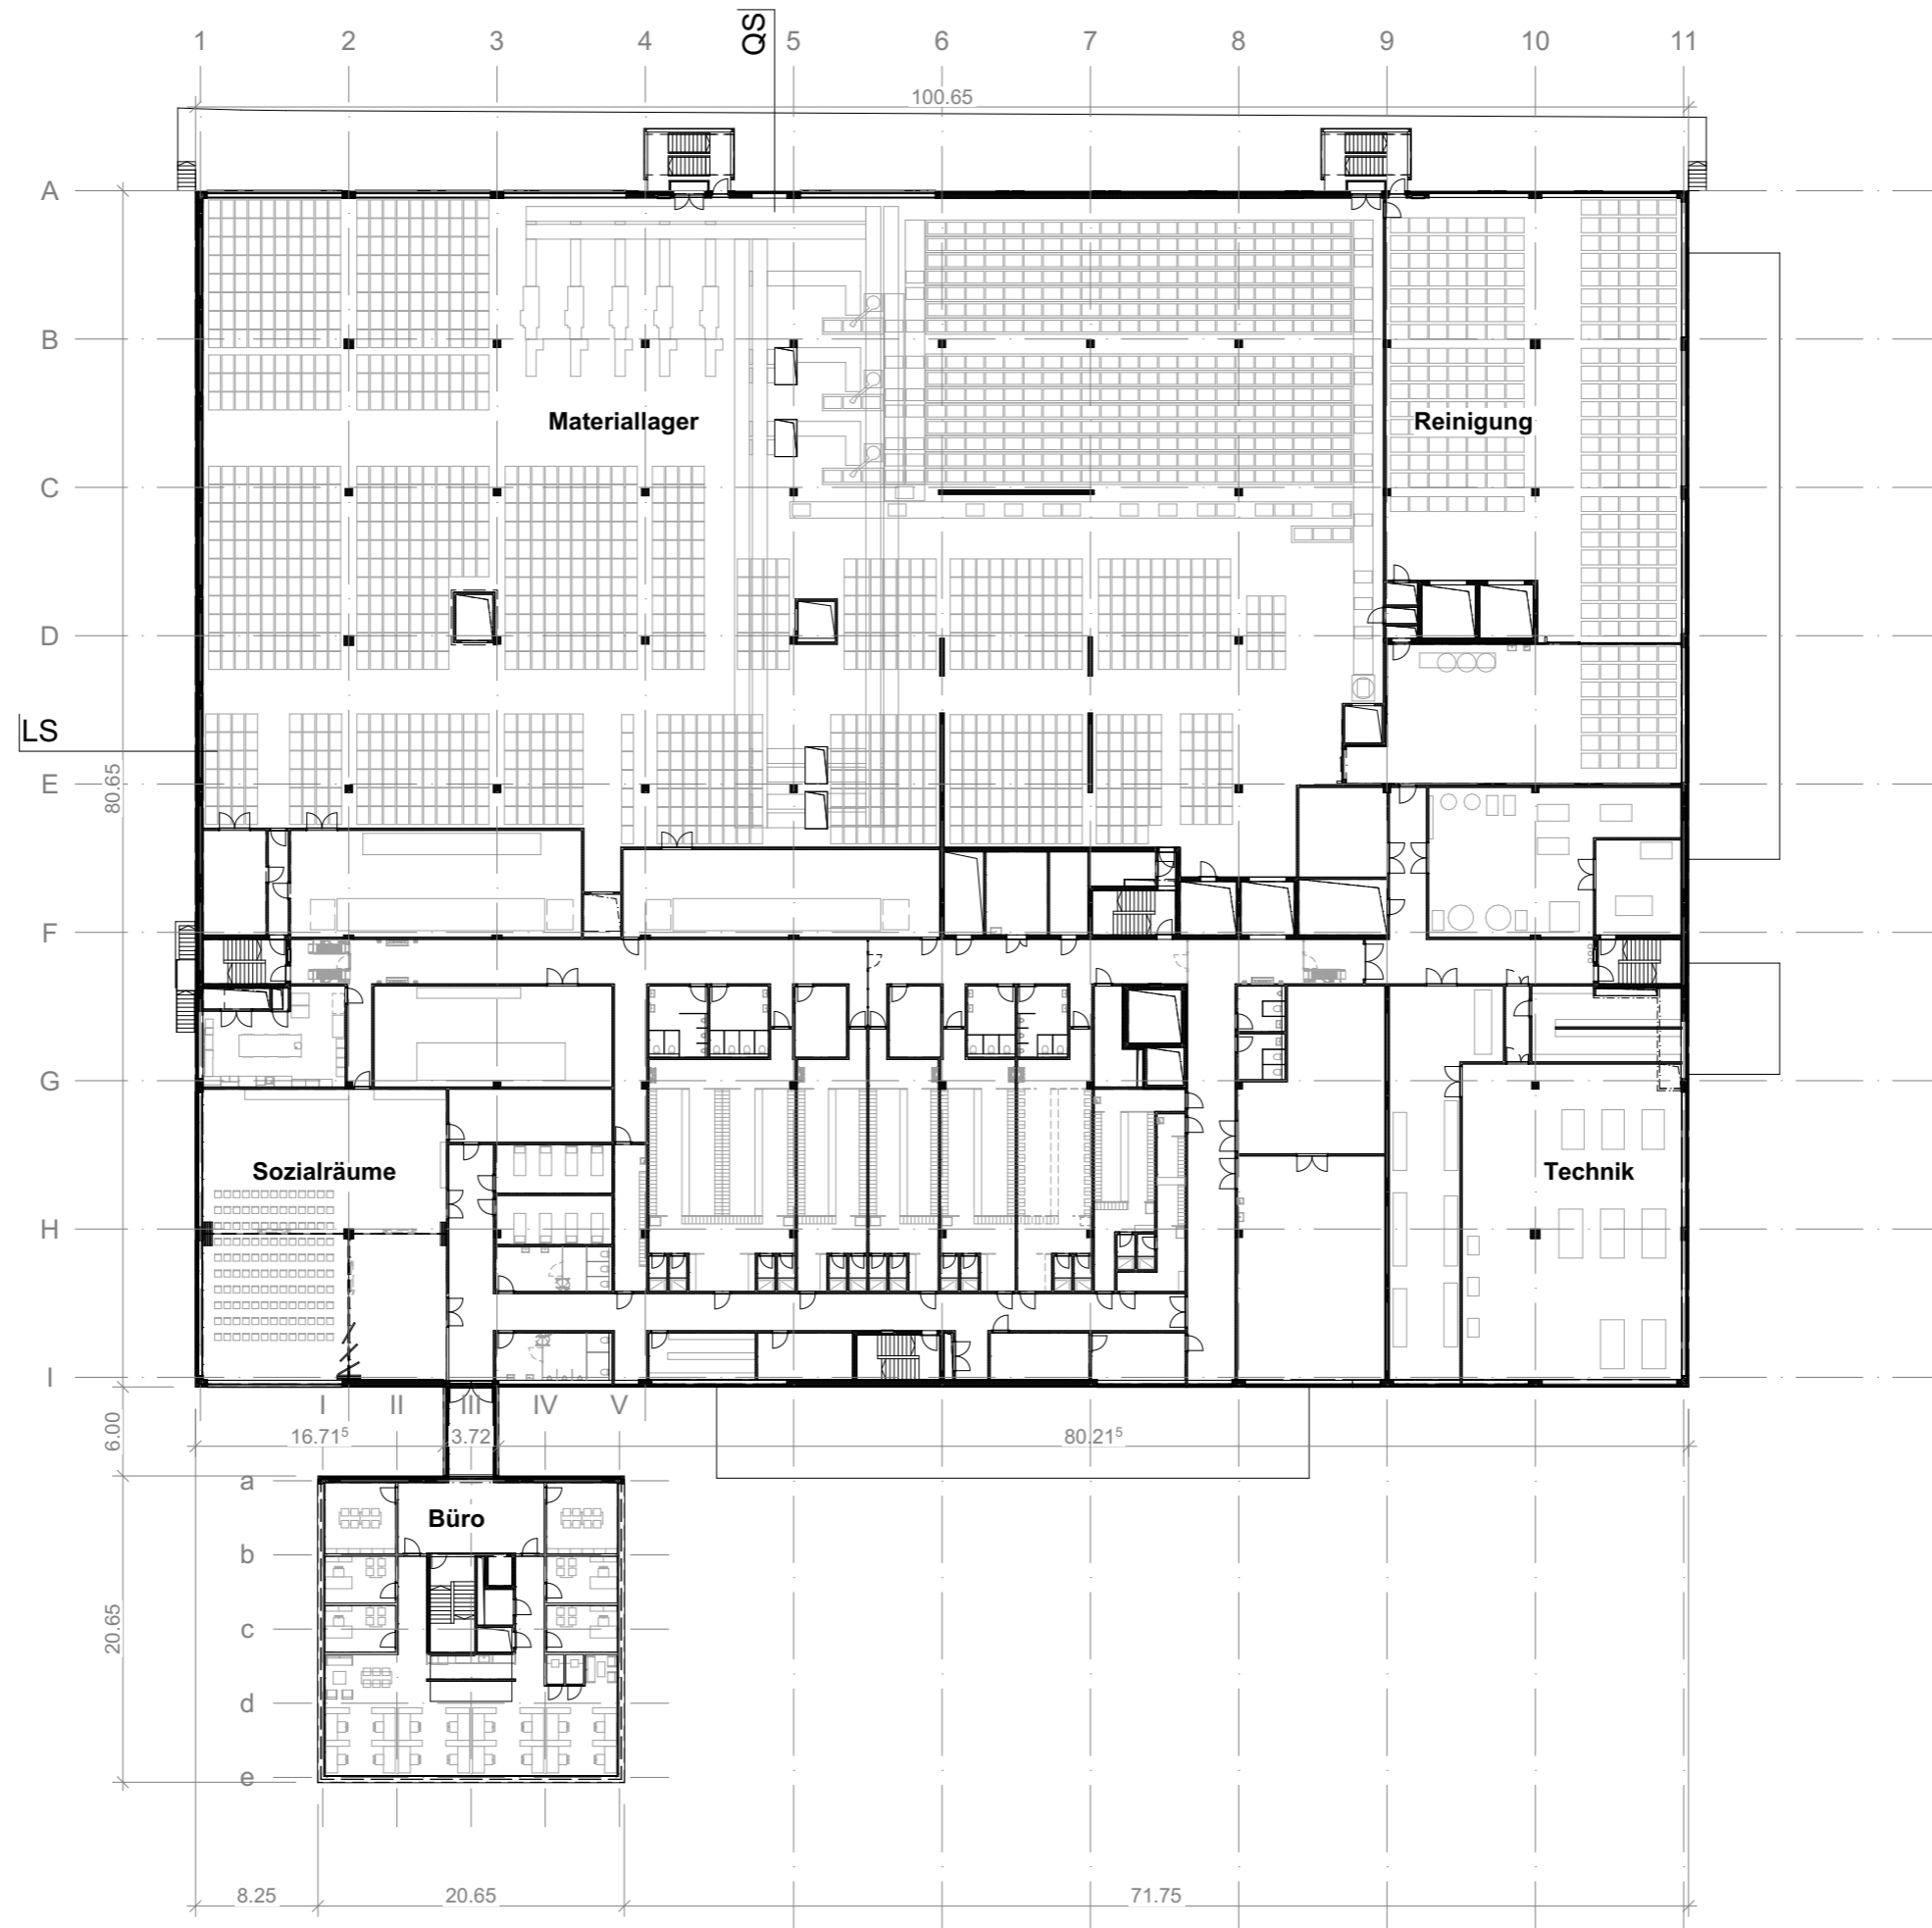 QS
1 2 3 4 5 6 7 8 9 10 11
100.65
A
B
Materiallager Reinigung
C
D
LS
E
80.65
F
G
Sozialräume Technik
H
I
I II III IV V
6.00
16.71⁵ 3.72 80.21⁵
a
Büro
b
c
20.65
d
e
8.25 20.65 71.75